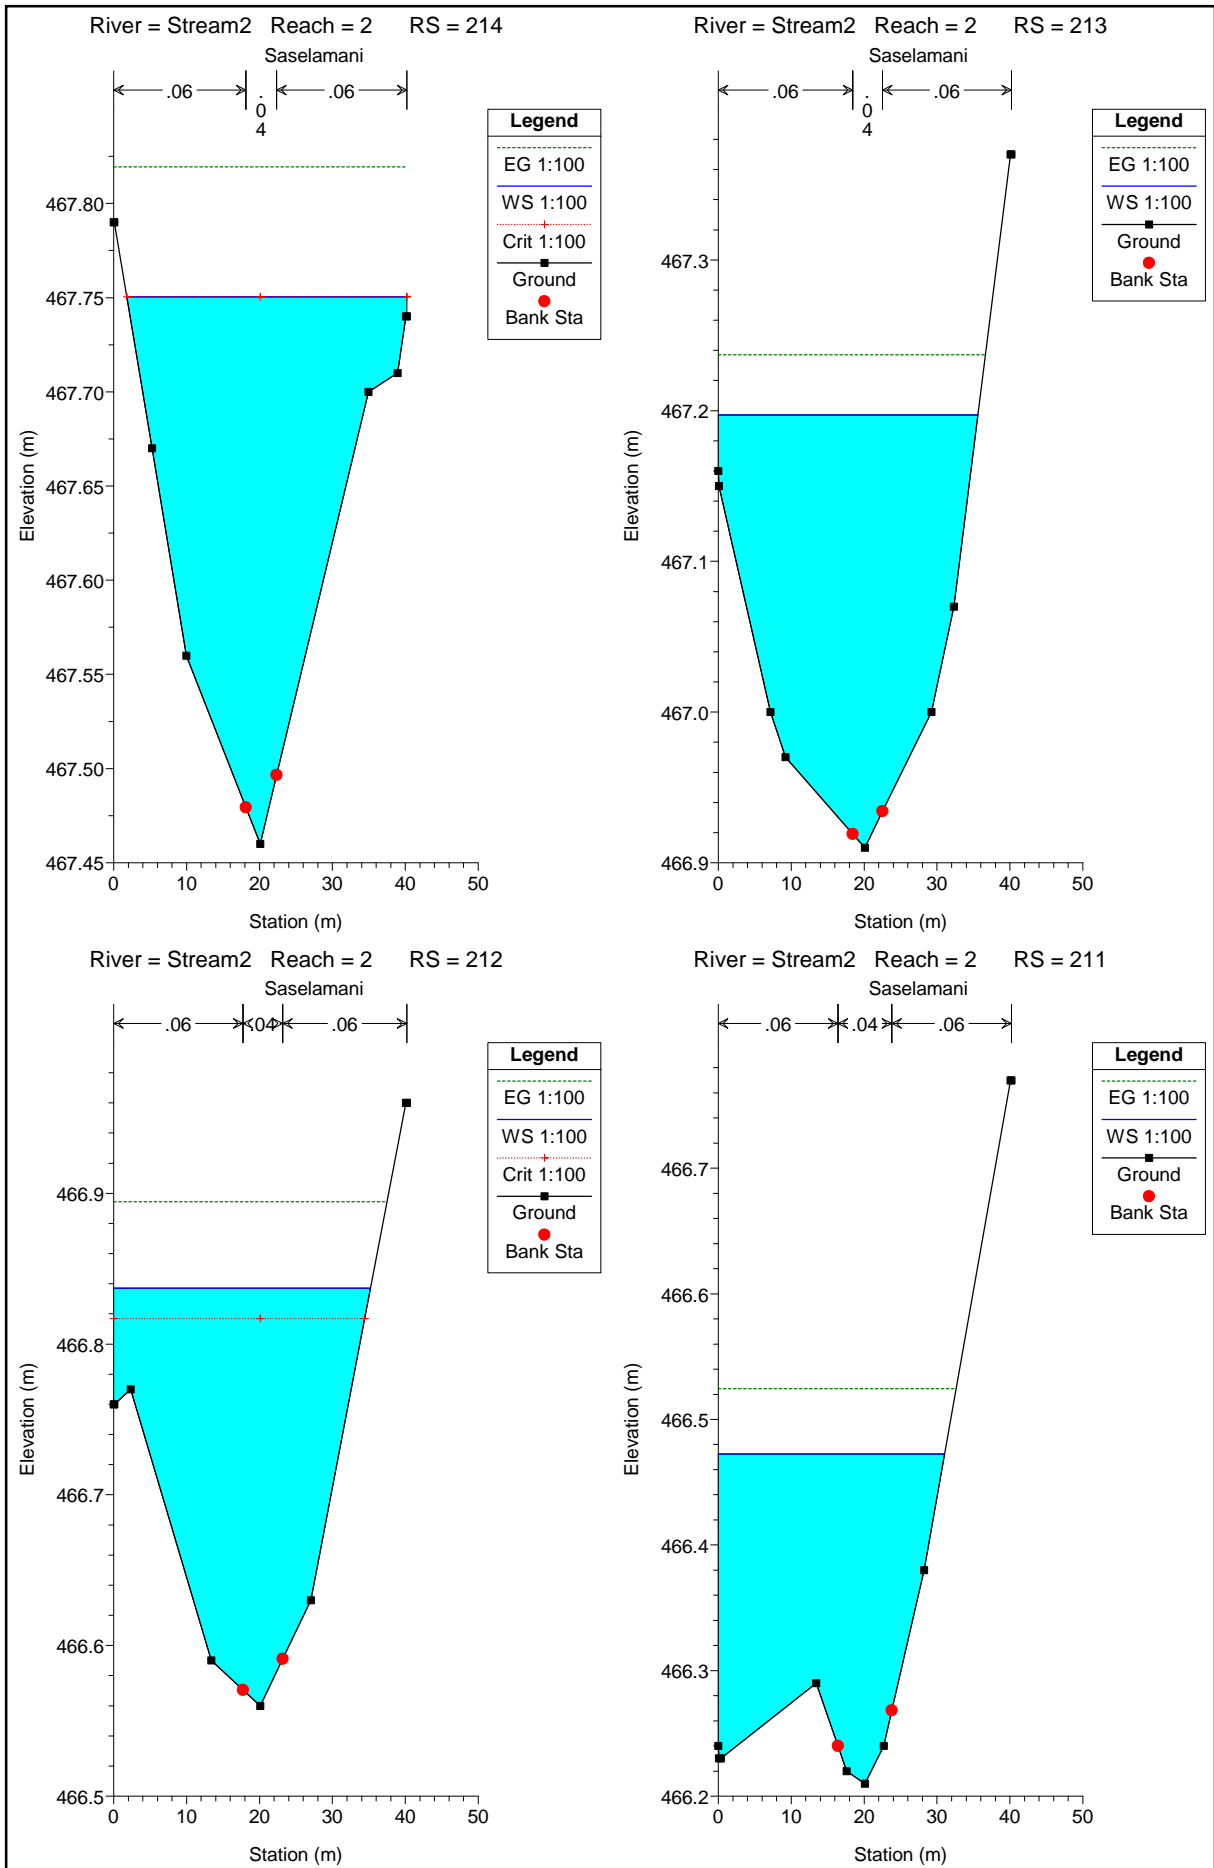 River = Stream2 Reach = 2 RS = 214
Saselamani
.06 .04 .06
Legend
EG 1:100
WS 1:100
Crit 1:100
Ground
Bank Sta
467.80
467.75
467.70
467.65
467.60
467.55
467.50
467.45
Elevation (m)
0 10 20 30 40 50
Station (m)
River = Stream2 Reach = 2 RS = 213
Saselamani
.06 .04 .06
Legend
EG 1:100
WS 1:100
Ground
Bank Sta
467.3
467.2
467.1
467.0
466.9
Elevation (m)
0 10 20 30 40 50
Station (m)
River = Stream2 Reach = 2 RS = 212
Saselamani
.06 .04 .06
Legend
EG 1:100
WS 1:100
Crit 1:100
Ground
Bank Sta
466.9
466.8
466.7
466.6
466.5
Elevation (m)
0 10 20 30 40 50
Station (m)
River = Stream2 Reach = 2 RS = 211
Saselamani
.06 .04 .06
Legend
EG 1:100
WS 1:100
Ground
Bank Sta
466.7
466.6
466.5
466.4
466.3
466.2
Elevation (m)
0 10 20 30 40 50
Station (m)